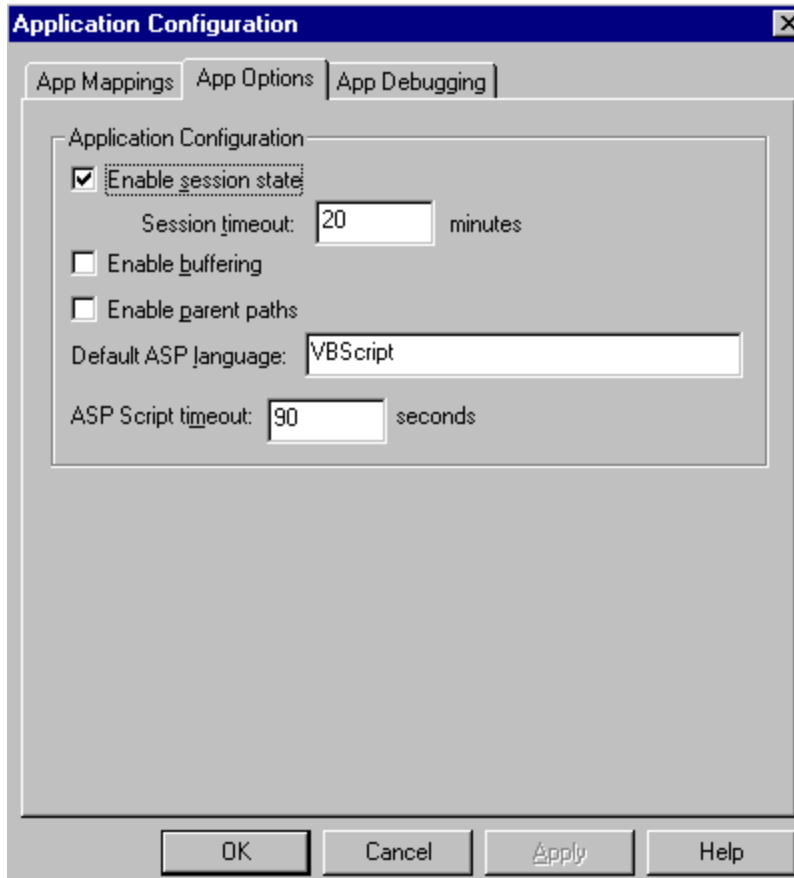 Application Configuration
App Mappings App Options App Debugging
Application Configuration
Enable session state
Session timeout: 20 minutes
Enable buffering
Enable parent paths
Default ASP language: VBScript
ASP Script timeout: 90 seconds
OK Cancel Apply Help